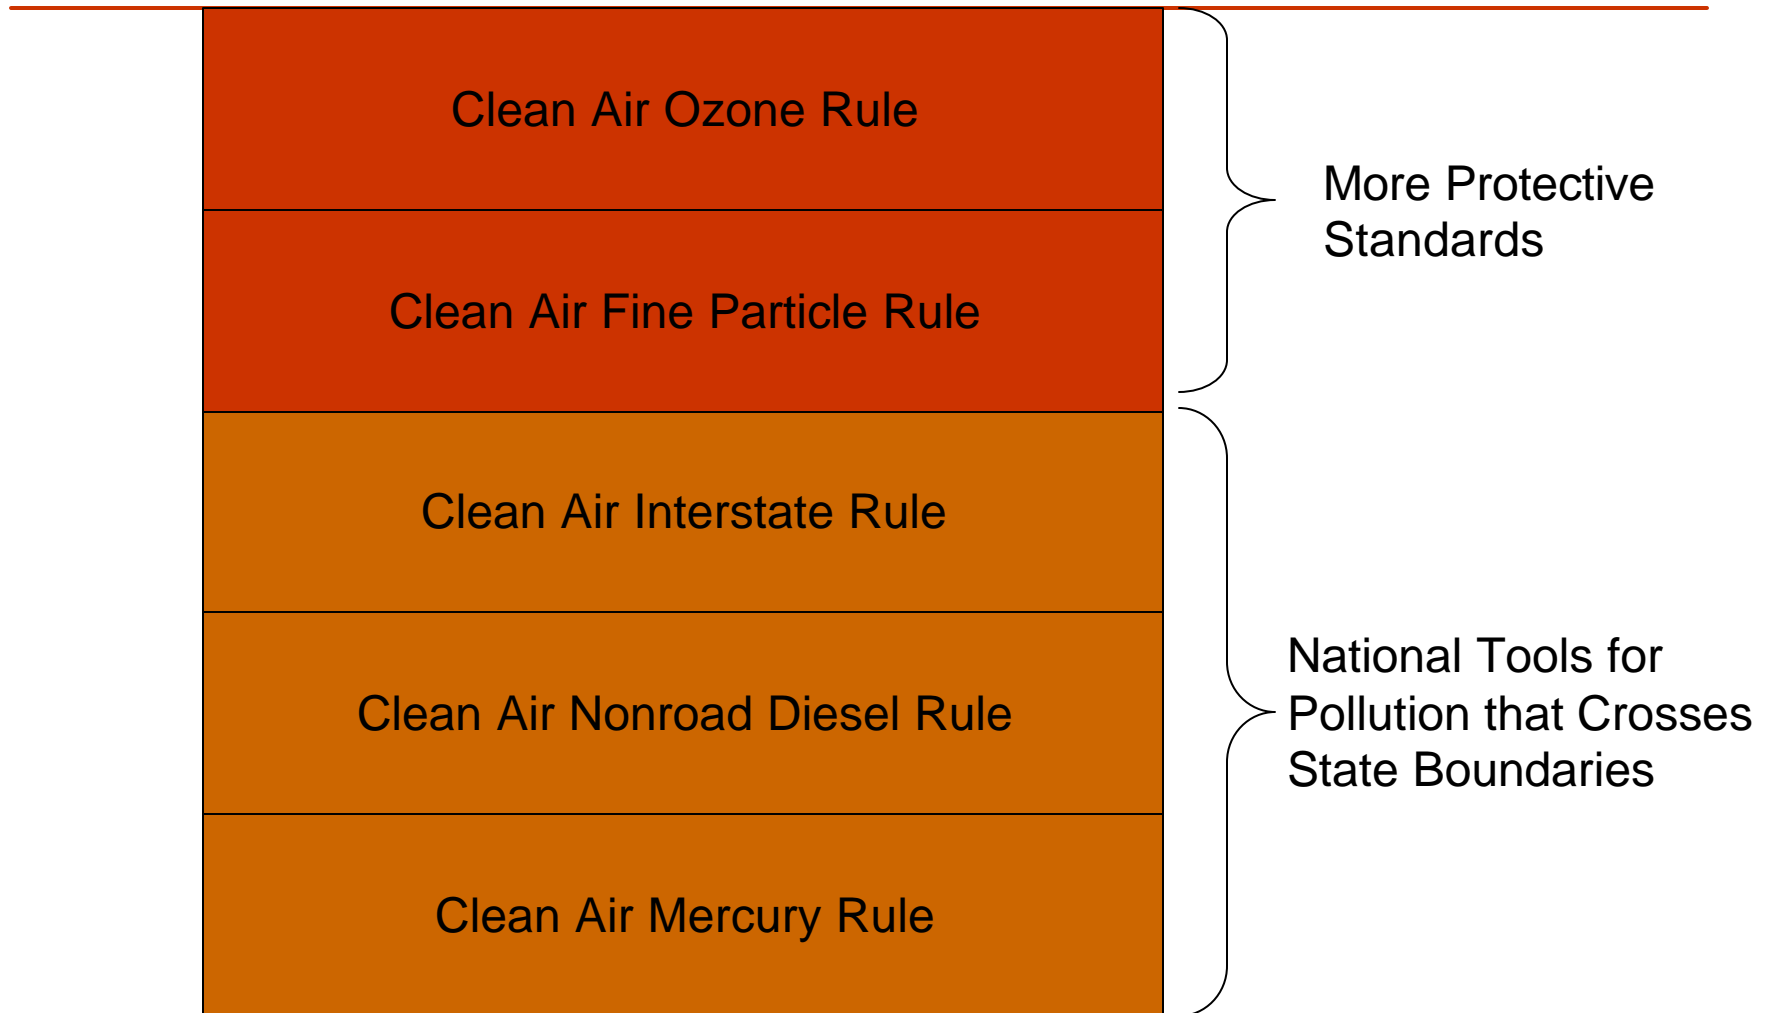 Clean Air Ozone Rule
Clean Air Fine Particle Rule
More Protective
Standards
Clean Air Interstate Rule
Clean Air Nonroad Diesel Rule
Clean Air Mercury Rule
National Tools for
Pollution that Crosses
State Boundaries